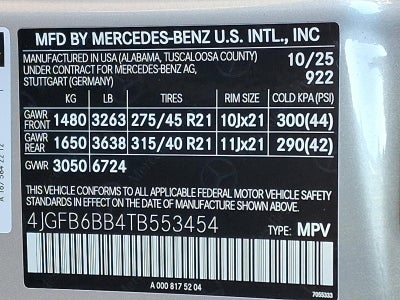 MFD BY MERCEDES-BENZ U.S. INTL., INC
MANUFACTURED IN USA (ALABAMA, TUSCALOOSA COUNTY) 10/25
UNDER CONTRACT FOR MERCEDES-BENZ AG, 922
STUTTGART (GERMANY)
KG LB TIRES RIM SIZE COLD KPA (PSI)
GAWR FRONT 1480 3263 275/45 R21 10Jx21 300(44)
GAWR REAR 1650 3638 315/40 R21 11Jx21 290(42)
GVWR 3050 6724
THIS VEHICLE CONFORMS TO ALL APPLICABLE FEDERAL MOTOR VEHICLE SAFETY
STANDARDS IN EFFECT ON THE DATE OF MANUFACTURE SHOWN ABOVE.
4JGFB6BB4TB553454 TYPE: MPV
A 000 817 52 04
7055333